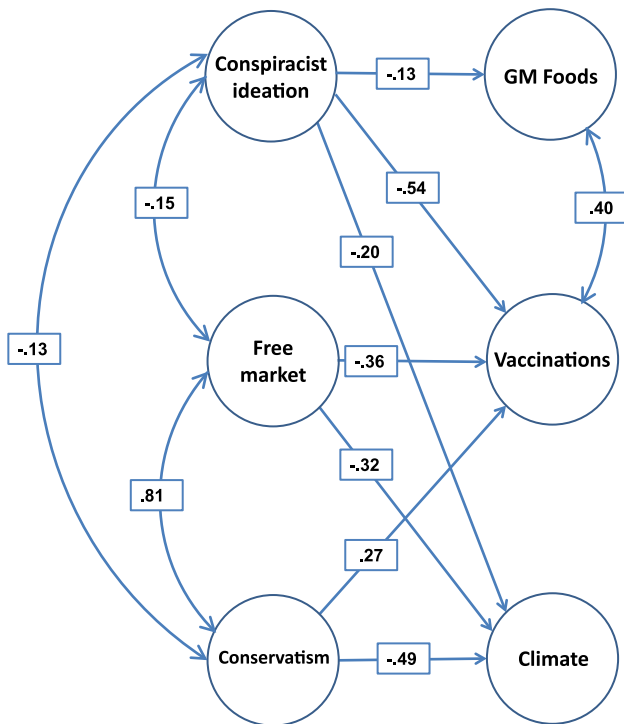 Conspiracist
ideation
-.13
GM Foods
-.54
-.15
.40
-.20
-.13
Free
market
-.36
Vaccinations
-.32
.81
.27
Conservatism
-.49
Climate